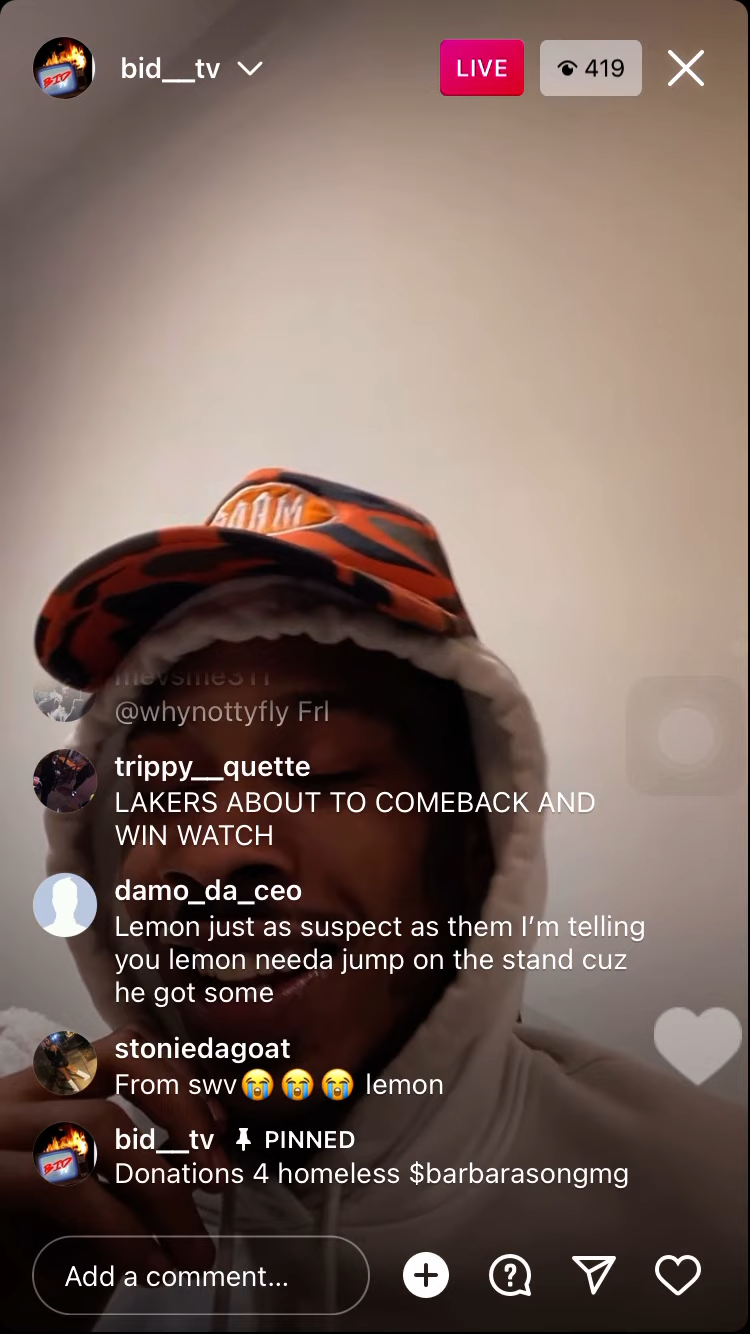 bid__tv
LIVE
419
@whynottyfly Frl
trippy__quette
LAKERS ABOUT TO COMEBACK AND
WIN WATCH
damo_da_ceo
Lemon just as suspect as them I’m telling
you lemon needa jump on the stand cuz
he got some
stoniedagoat
From swv😭😭😭 lemon
bid__tv PINNED
Donations 4 homeless $barbarasongmg
Add a comment...